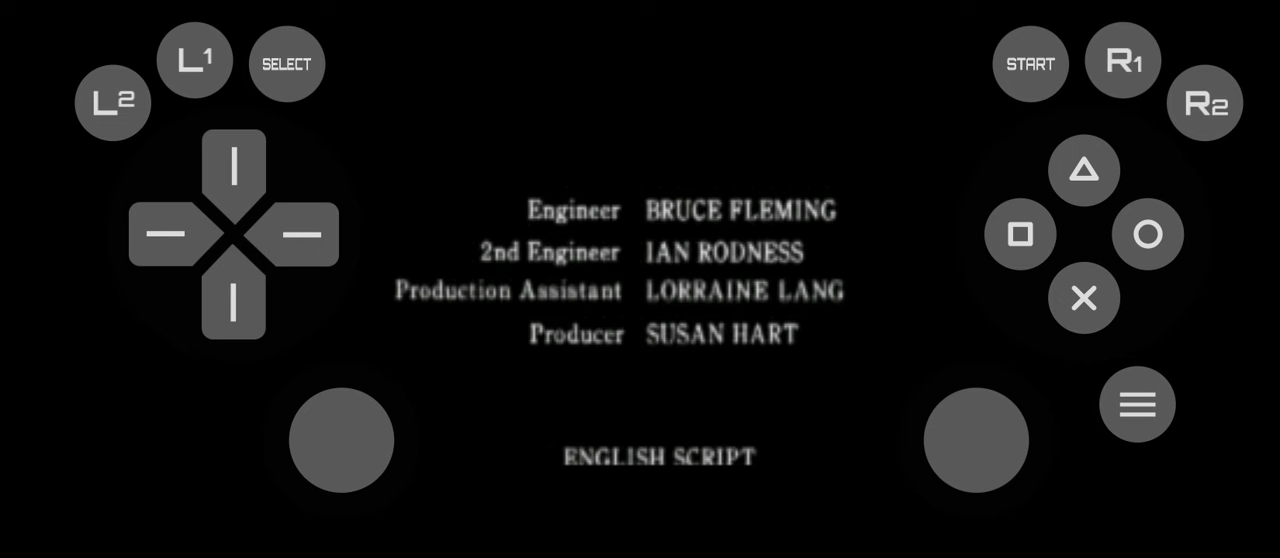 L1
SELECT
START
R1
L2
R2
Engineer BRUCE FLEMING
2nd Engineer IAN RODNESS
Production Assistant LORRAINE LANG
Producer SUSAN HART
ENGLISH SCRIPT